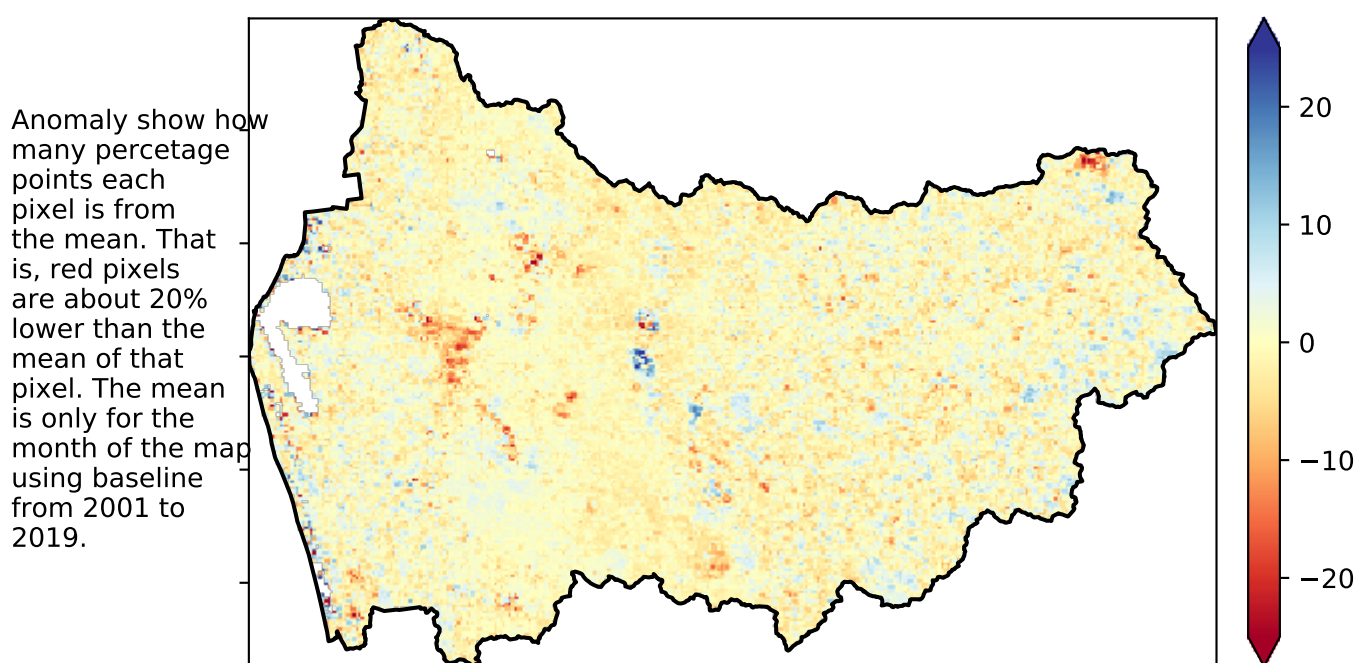 Anomaly show how
many percetage
points each
pixel is from
the mean. That
is, red pixels
are about 20%
lower than the
mean of that
pixel. The mean
is only for the
month of the map
using baseline
from 2001 to
2019.
20
10
0
−10
−20